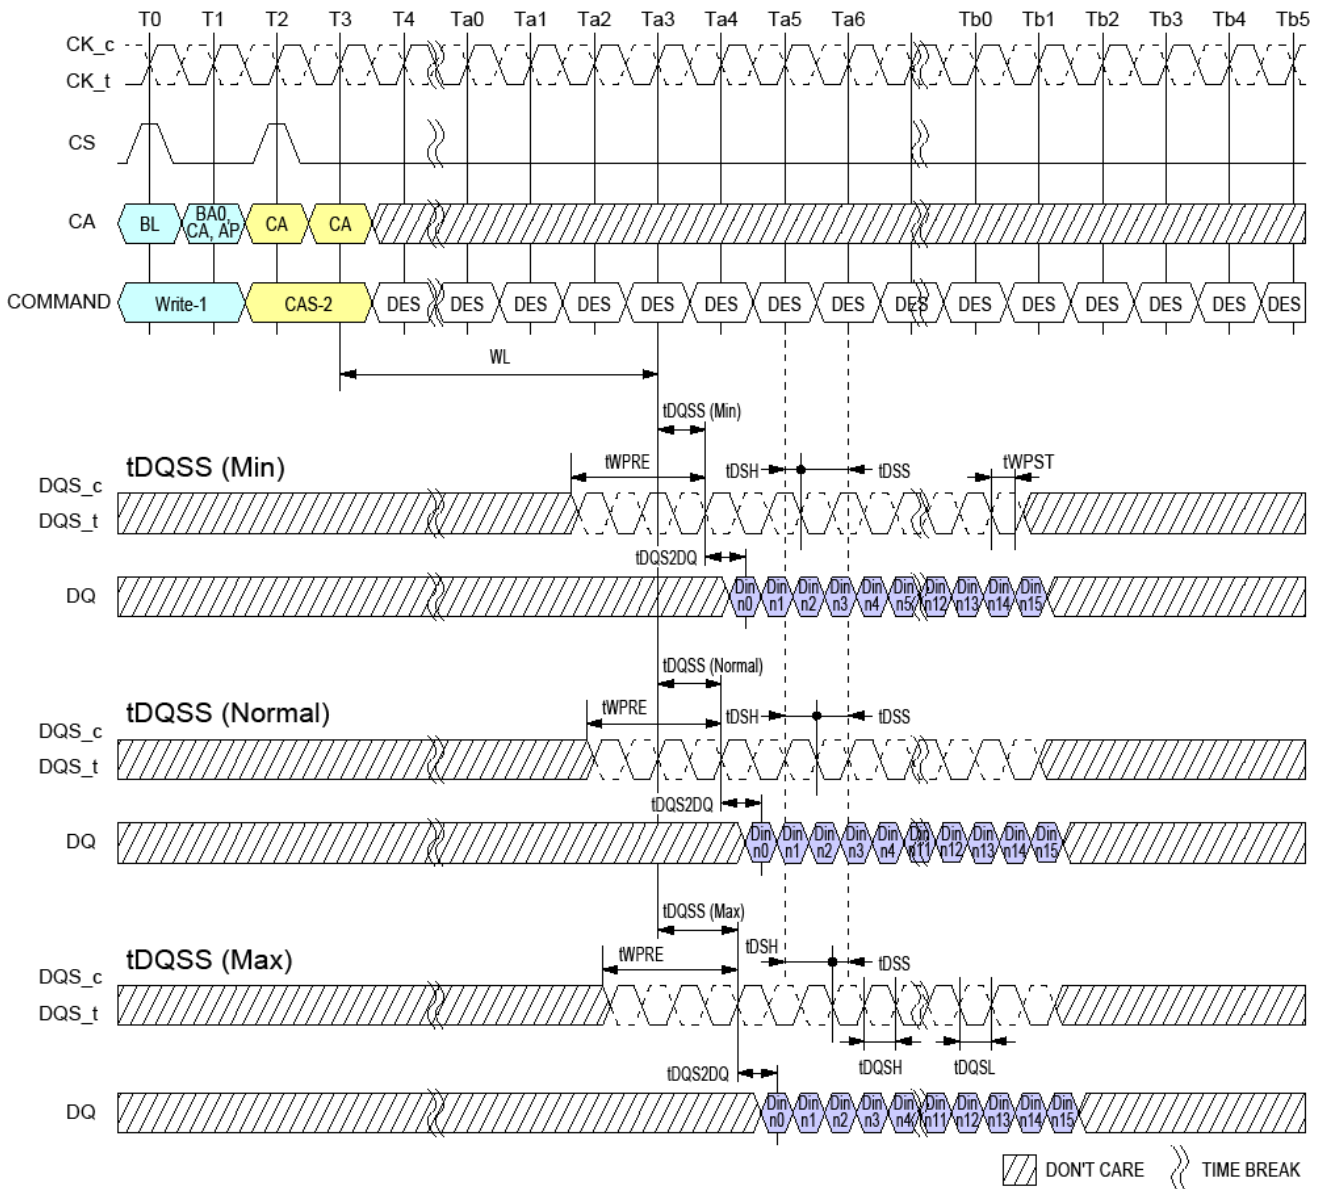 T0 T1 T2 T3 T4 Ta0 Ta1 Ta2 Ta3 Ta4 Ta5 Ta6 Tb0 Tb1 Tb2 Tb3 Tb4 Tb5
CK_c
CK_t
CS
CA BL BA0, CA, AP CA CA
COMMAND Write-1 CAS-2 DES DES DES DES DES DES DES DES DES DES DES DES DES DES DES
WL
tDQSS (Min)
tDQSS (Min) tWPRE tDSH tDSS tWPST
DQS_c
DQS_t
tDQS2DQ
DQ Din n0 Din n1 Din n2 Din n3 Din n4 Din n5 Din n12 Din n13 Din n14 Din n15
tDQSS (Normal)
tDQSS (Normal) tWPRE tDSH tDSS
DQS_c
DQS_t
tDQS2DQ
DQ Din n0 Din n1 Din n2 Din n3 Din n4 Din n11 Din n12 Din n13 Din n14 Din n15
tDQSS (Max)
tDQSS (Max) tWPRE tDSH tDSS
DQS_c
DQS_t
tDQSH tDQSL
tDQS2DQ
DQ Din n0 Din n1 Din n2 Din n3 Din n4 Din n11 Din n12 Din n13 Din n14 Din n15
DON'T CARE TIME BREAK